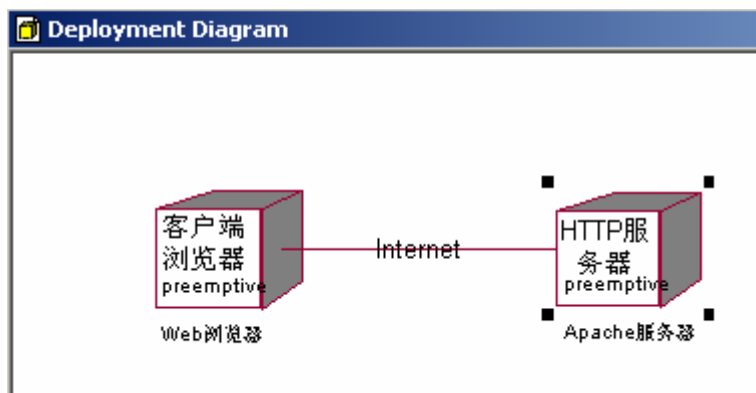 Deployment Diagram
客户端
浏览器
preemptive
Web浏览器
Internet
HTTP服
务器
preemptive
Apache服务器